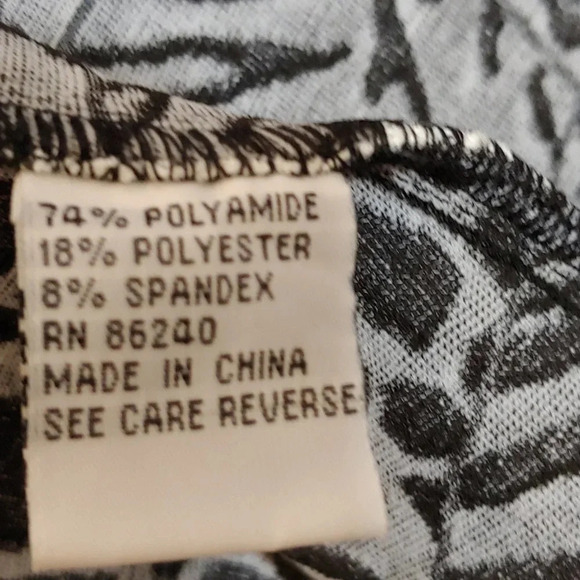 74% POLYAMIDE
18% POLYESTER
8% SPANDEX
RN 86240
MADE IN CHINA
SEE CARE REVERSE